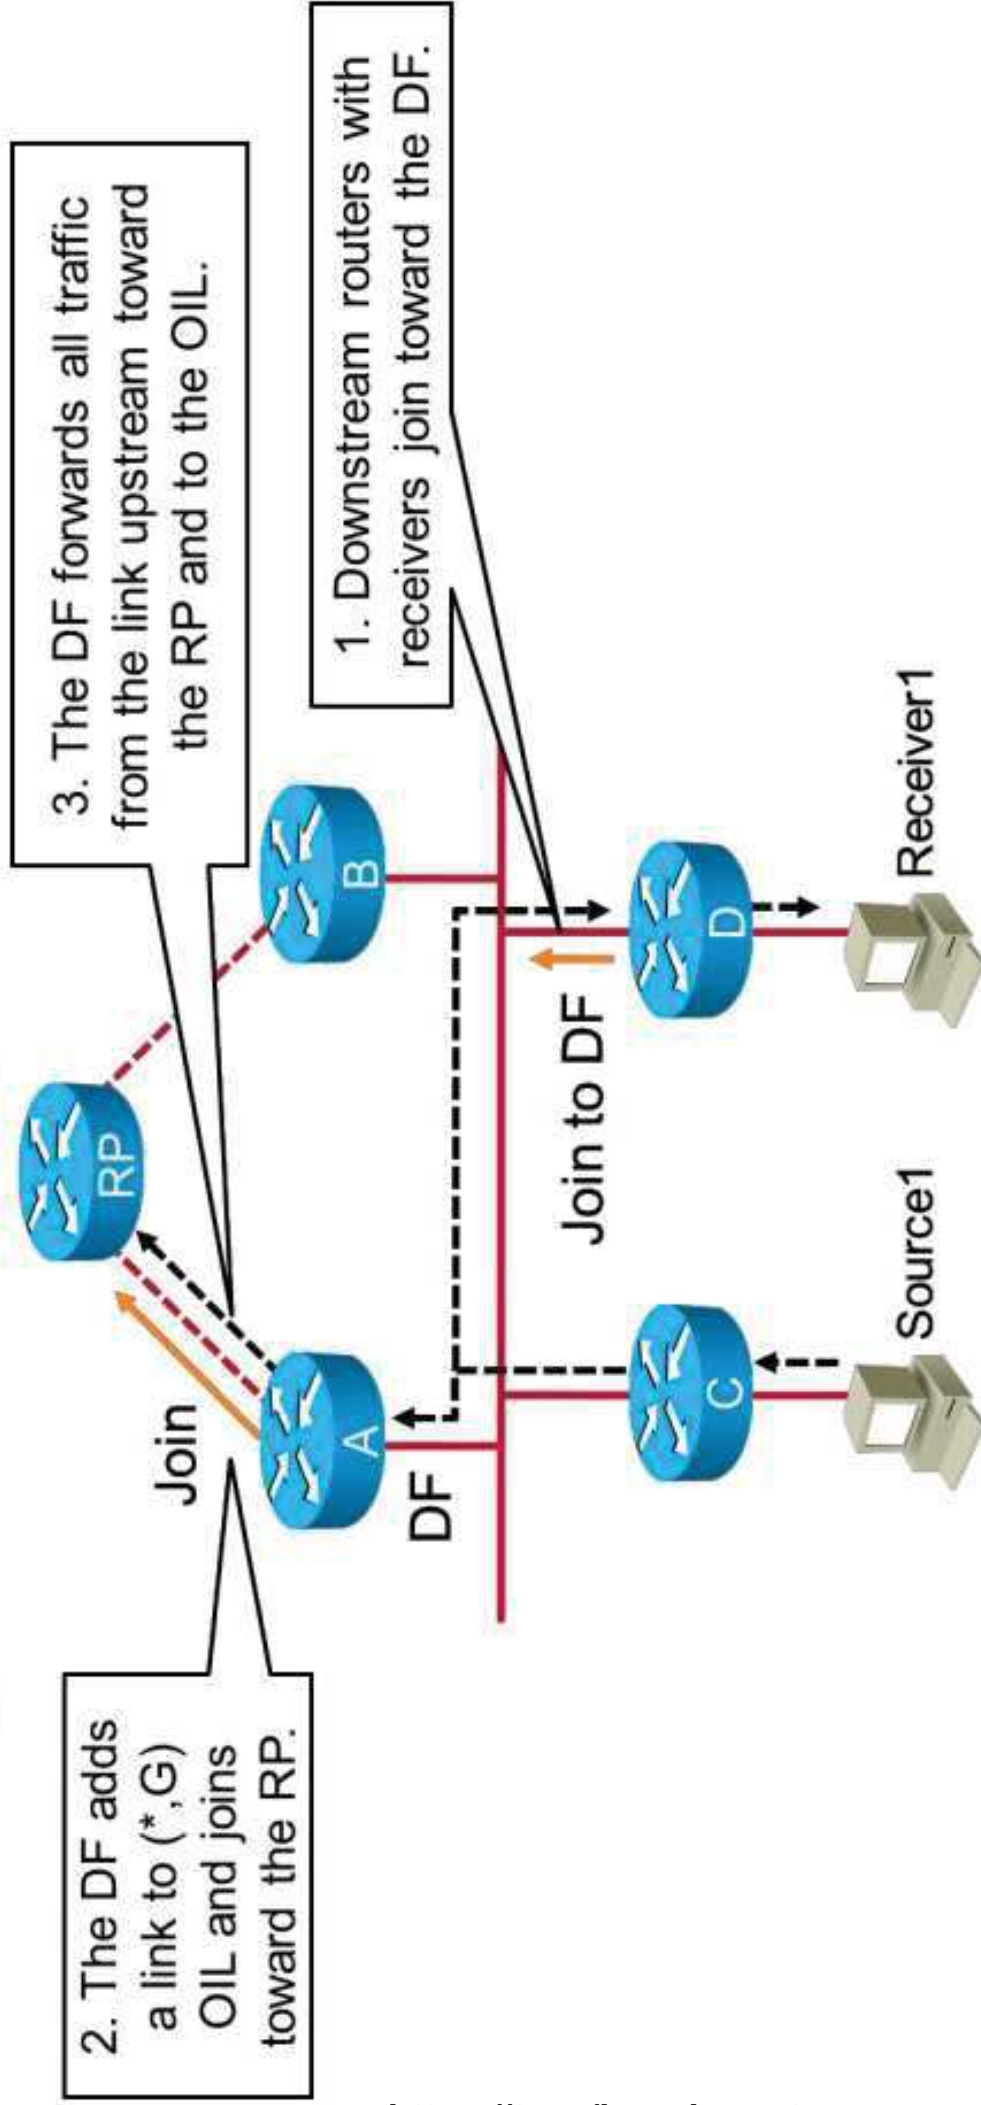 3. The DF forwards all traffic
from the link upstream toward
the RP and to the OIL.
2. The DF adds
a link to (*,G)
OIL and joins
toward the RP.
1. Downstream routers with
receivers join toward the DF.
RP
Join
A
B
DF
Join to DF
C
D
Source1
Receiver1